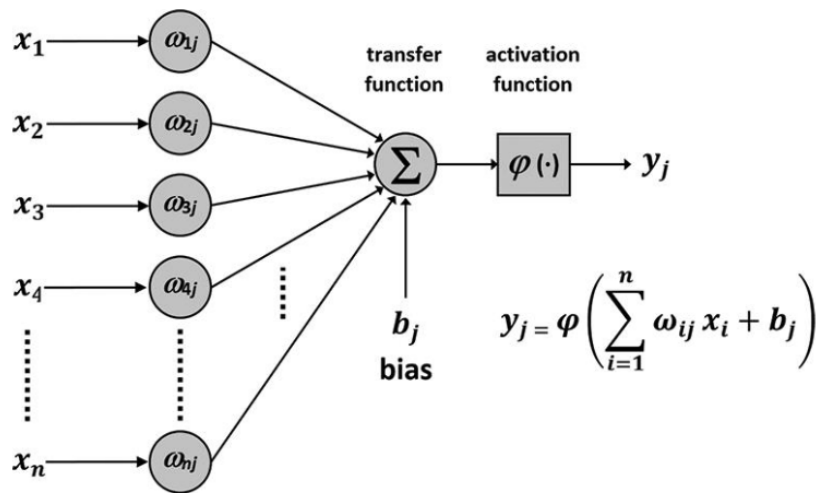 x₁ ω₁ⱼ
transfer function
activation function
x₂ ω₂ⱼ
Σ φ(·) yⱼ
x₃ ω₃ⱼ
x₄ ω₄ⱼ
bⱼ
bias
yⱼ = φ(∑ⁿᵢ₌₁ ωᵢⱼ xᵢ + bⱼ)
xₙ ωₙⱼ